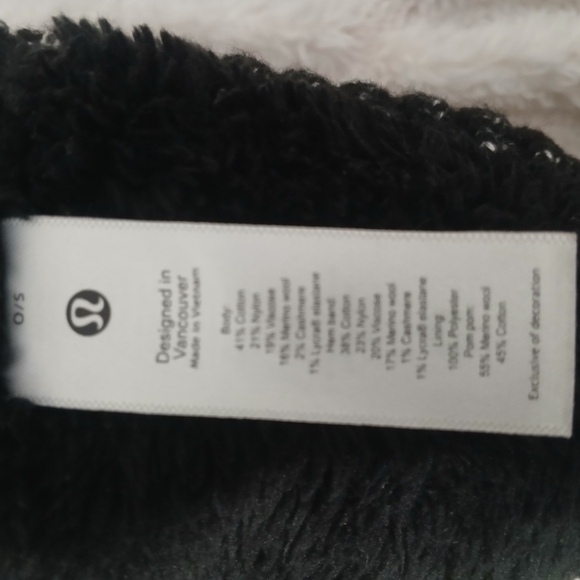 O/S
Designed in
Vancouver
Made in Vietnam
Body:
41% Cotton
21% Nylon
19% Viscose
16% Merino wool
2% Cashmere
1% Lycra® elastane
Hem band:
38% Cotton
23% Nylon
20% Viscose
17% Merino wool
1% Cashmere
1% Lycra® elastane
Lining:
100% Polyester
Pom pom:
55% Merino wool
45% Cotton
Exclusive of decoration